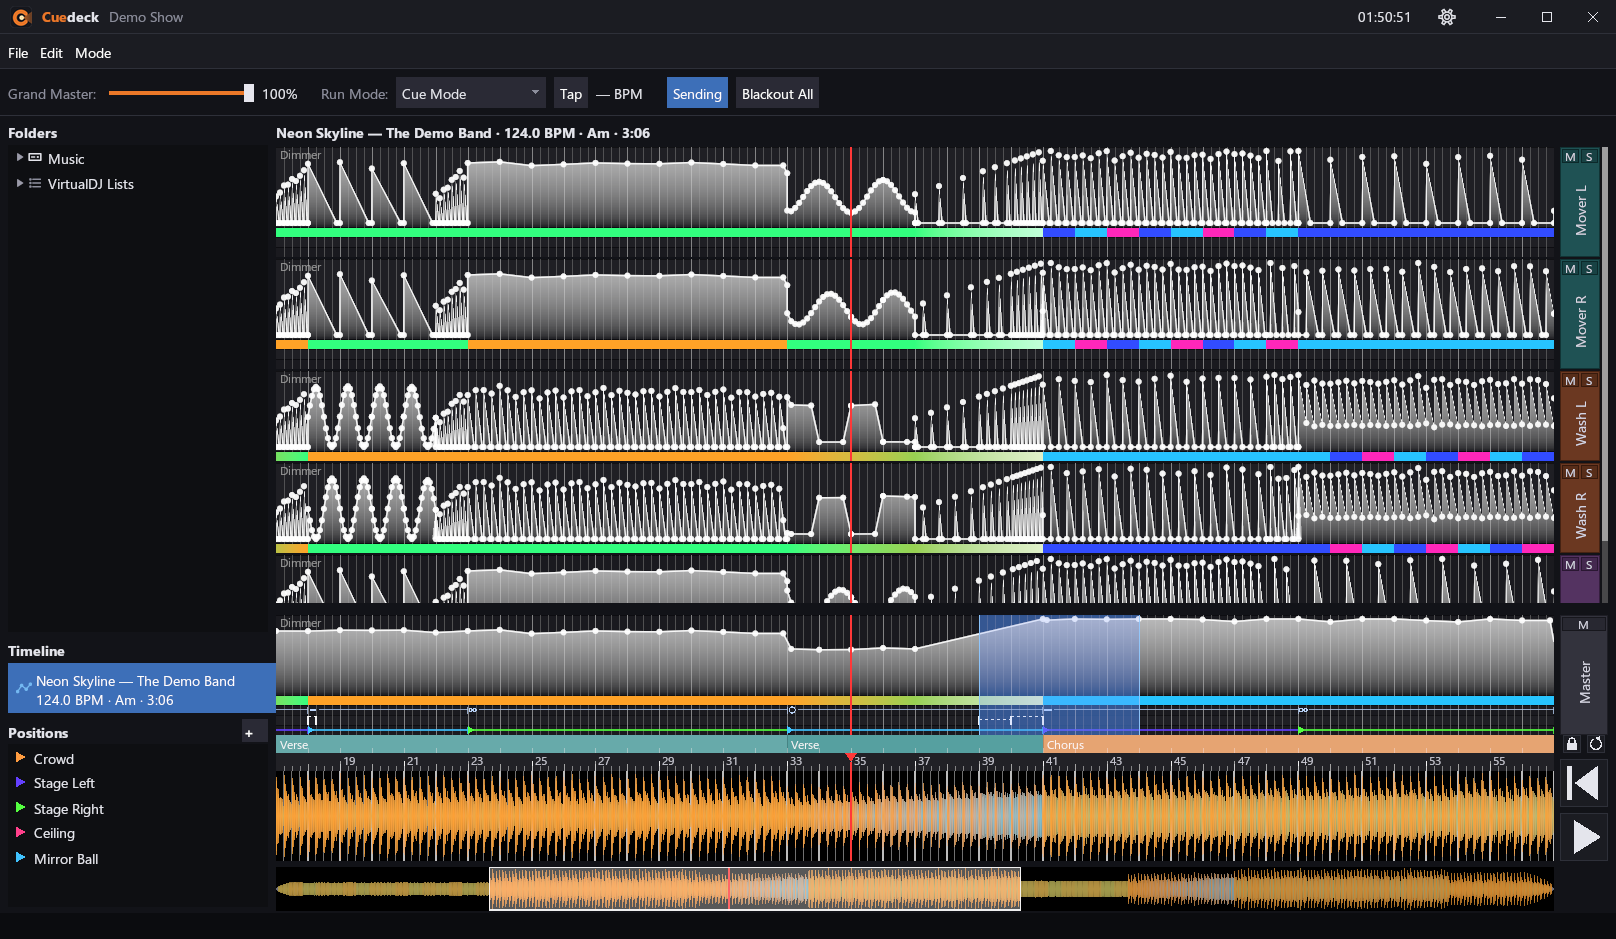 Cuedeck Demo Show 01:50:51
File Edit Mode
Grand Master: 100% Run Mode: Cue Mode Tap — BPM Sending Blackout All
Folders
Music
VirtualDJ Lists
Neon Skyline — The Demo Band · 124.0 BPM · Am · 3:06
Dimmer
M S
Mover L
Dimmer
M S
Mover R
Dimmer
M S
Wash L
Dimmer
M S
Wash R
Dimmer
M S
Dimmer
M
Master
Timeline
Neon Skyline — The Demo Band
124.0 BPM · Am · 3:06
Positions +
Crowd
Stage Left
Stage Right
Ceiling
Mirror Ball
Verse Verse Chorus
19 21 23 25 27 29 31 33 35 37 39 41 43 45 47 49 51 53 55